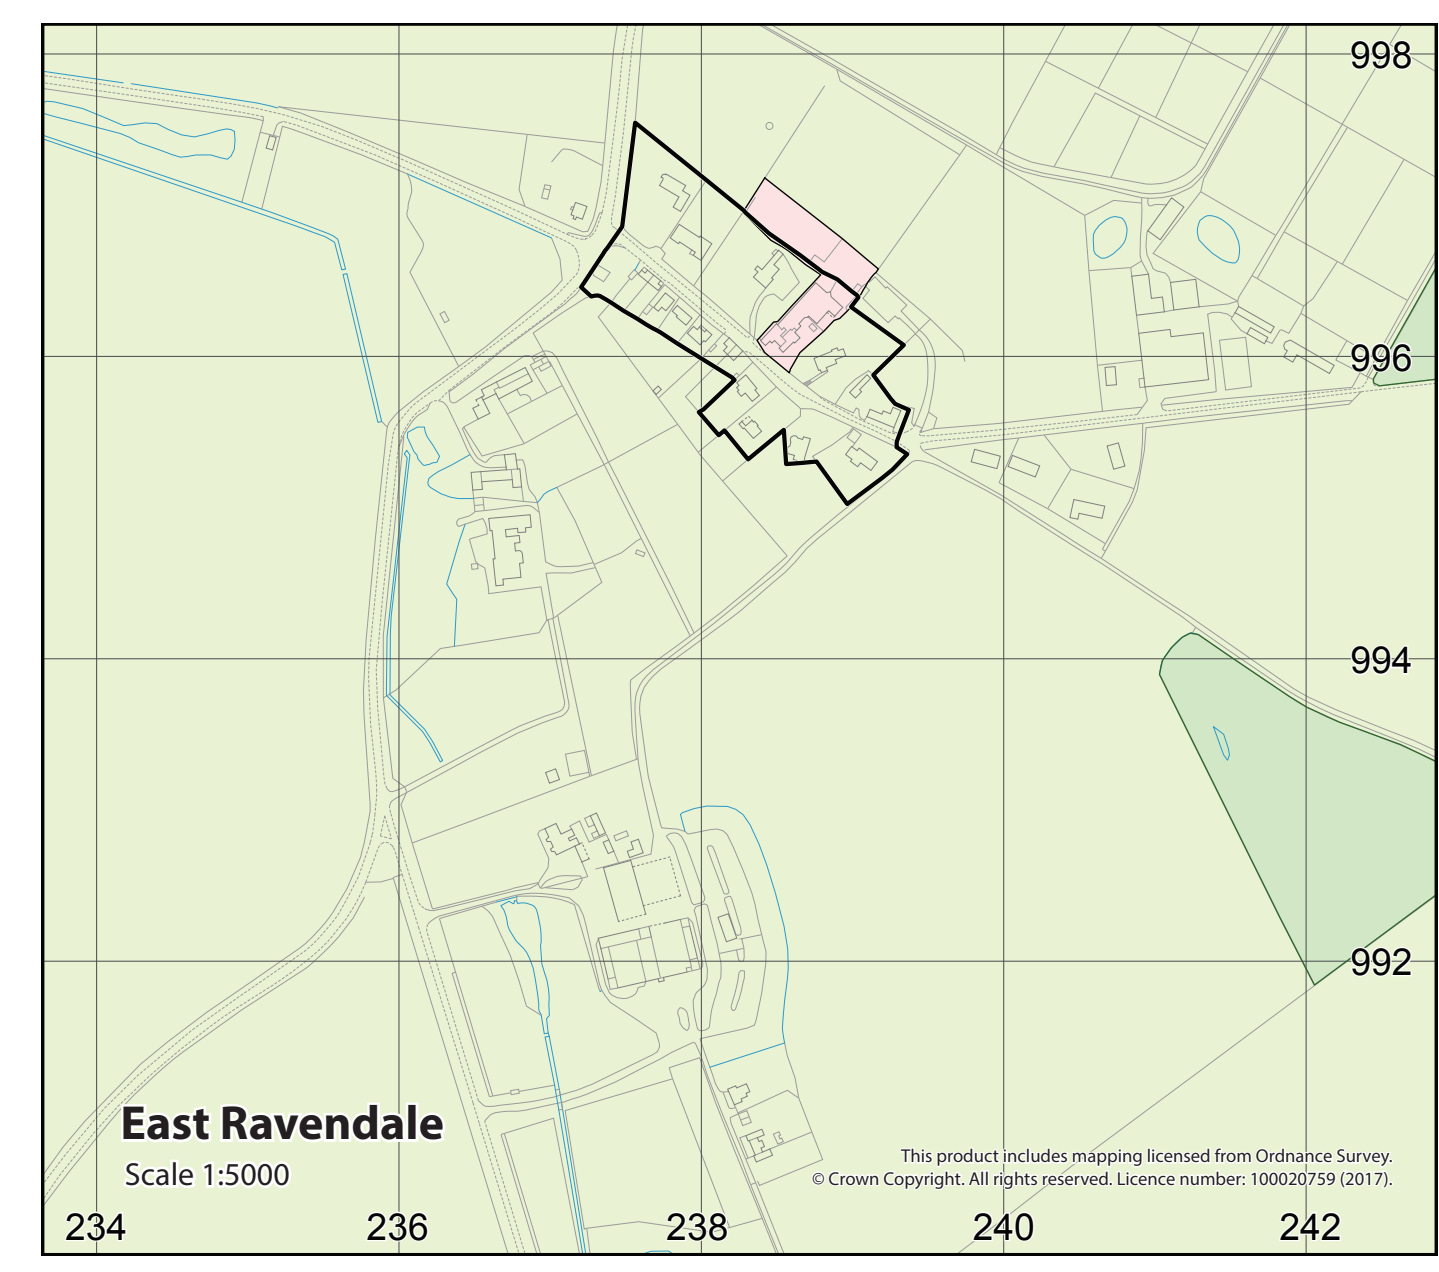 998
996
994
992
East Ravendale
Scale 1:5000
This product includes mapping licensed from Ordnance Survey.
© Crown Copyright. All rights reserved. Licence number: 100020759 (2017).
234
236
238
240
242